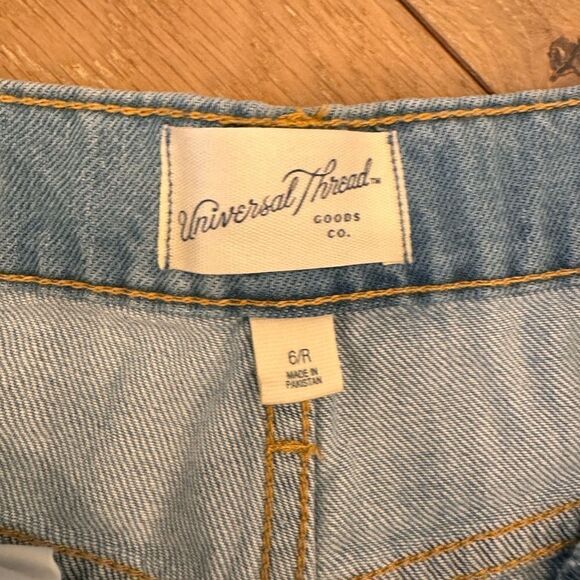 Universal Thread™
GOODS
CO.
6/R
MADE IN
PAKISTAN